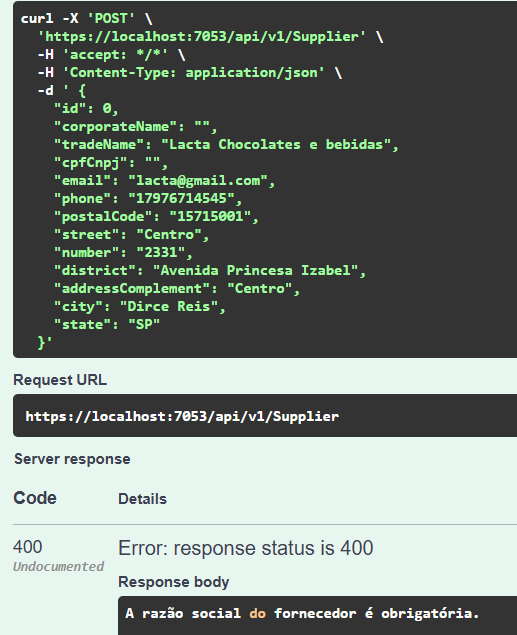 curl -X 'POST' \
'https://localhost:7053/api/v1/Supplier' \
-H 'accept: */*' \
-H 'Content-Type: application/json' \
-d ' {
"id": 0,
"corporateName": "",
"tradeName": "Lacta Chocolates e bebidas",
"cpfCnpj": "",
"email": "lacta@gmail.com",
"phone": "17976714545",
"postalCode": "15715001",
"street": "Centro",
"number": "2331",
"district": "Avenida Princesa Izabel",
"addressComplement": "Centro",
"city": "Dirce Reis",
"state": "SP"
}'
Request URL
https://localhost:7053/api/v1/Supplier
Server response
Code Details
400 Error: response status is 400
Undocumented
Response body
A razão social do fornecedor é obrigatória.